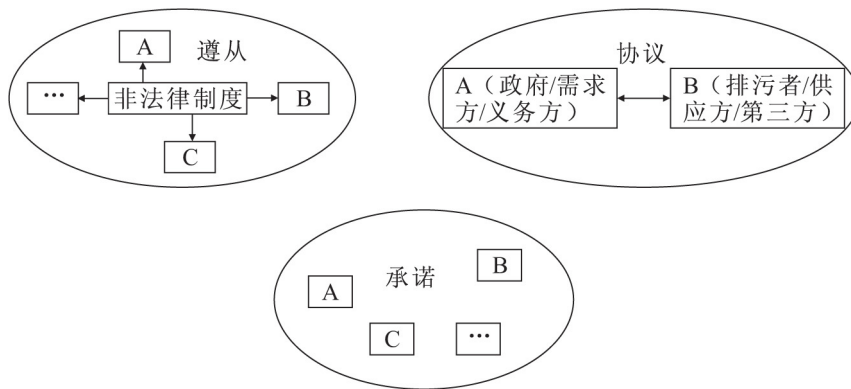 A
遵从
···
非法律制度
B
C
协议
A（政府/需求
方/义务方）
B（排污者/供
应方/第三方）
承诺
B
A
C
···